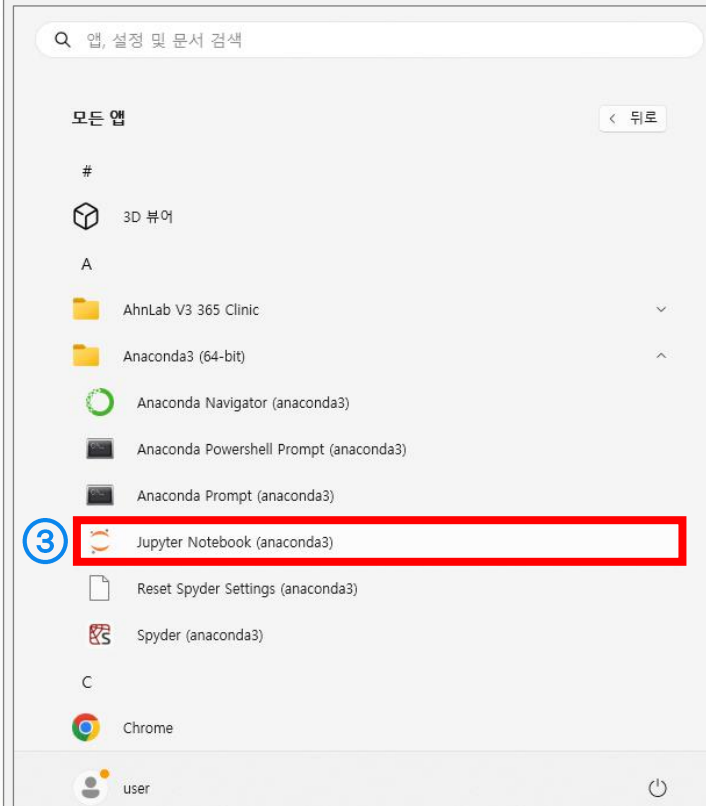 앱, 설정 및 문서 검색
모든 앱
< 뒤로
#
3D 뷰어
A
AhnLab V3 365 Clinic
Anaconda3 (64-bit)
Anaconda Navigator (anaconda3)
Anaconda Powershell Prompt (anaconda3)
Anaconda Prompt (anaconda3)
③ Jupyter Notebook (anaconda3)
Reset Spyder Settings (anaconda3)
Spyder (anaconda3)
C
Chrome
user